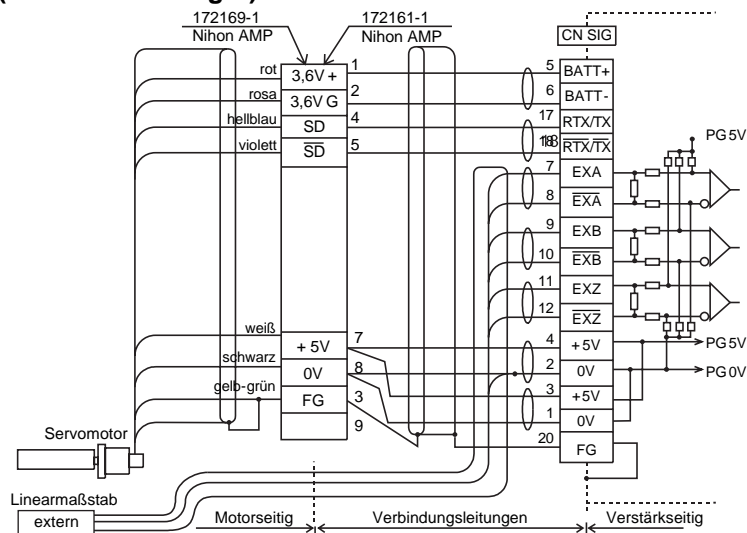 172169-1
Nihon AMP
172161-1
Nihon AMP
CN SIG
rot
3,6V +
1
5
BATT+
rosa
3,6V G
2
6
BATT-
hellblau
SD
4
17
RTX/TX
violett
SD
5
18
RTX/TX
PG 5V
7
EXA
8
EXA
9
EXB
10
EXB
11
EXZ
12
EXZ
weiß
+ 5V
7
4
+5V
PG 5V
schwarz
0V
8
2
0V
PG 0V
gelb-grün
FG
3
3
+5V
9
1
0V
20
FG
Servomotor
Linearmaßstab
extern
Motorseitig
Verbindungsleitungen
Verstärkseitig